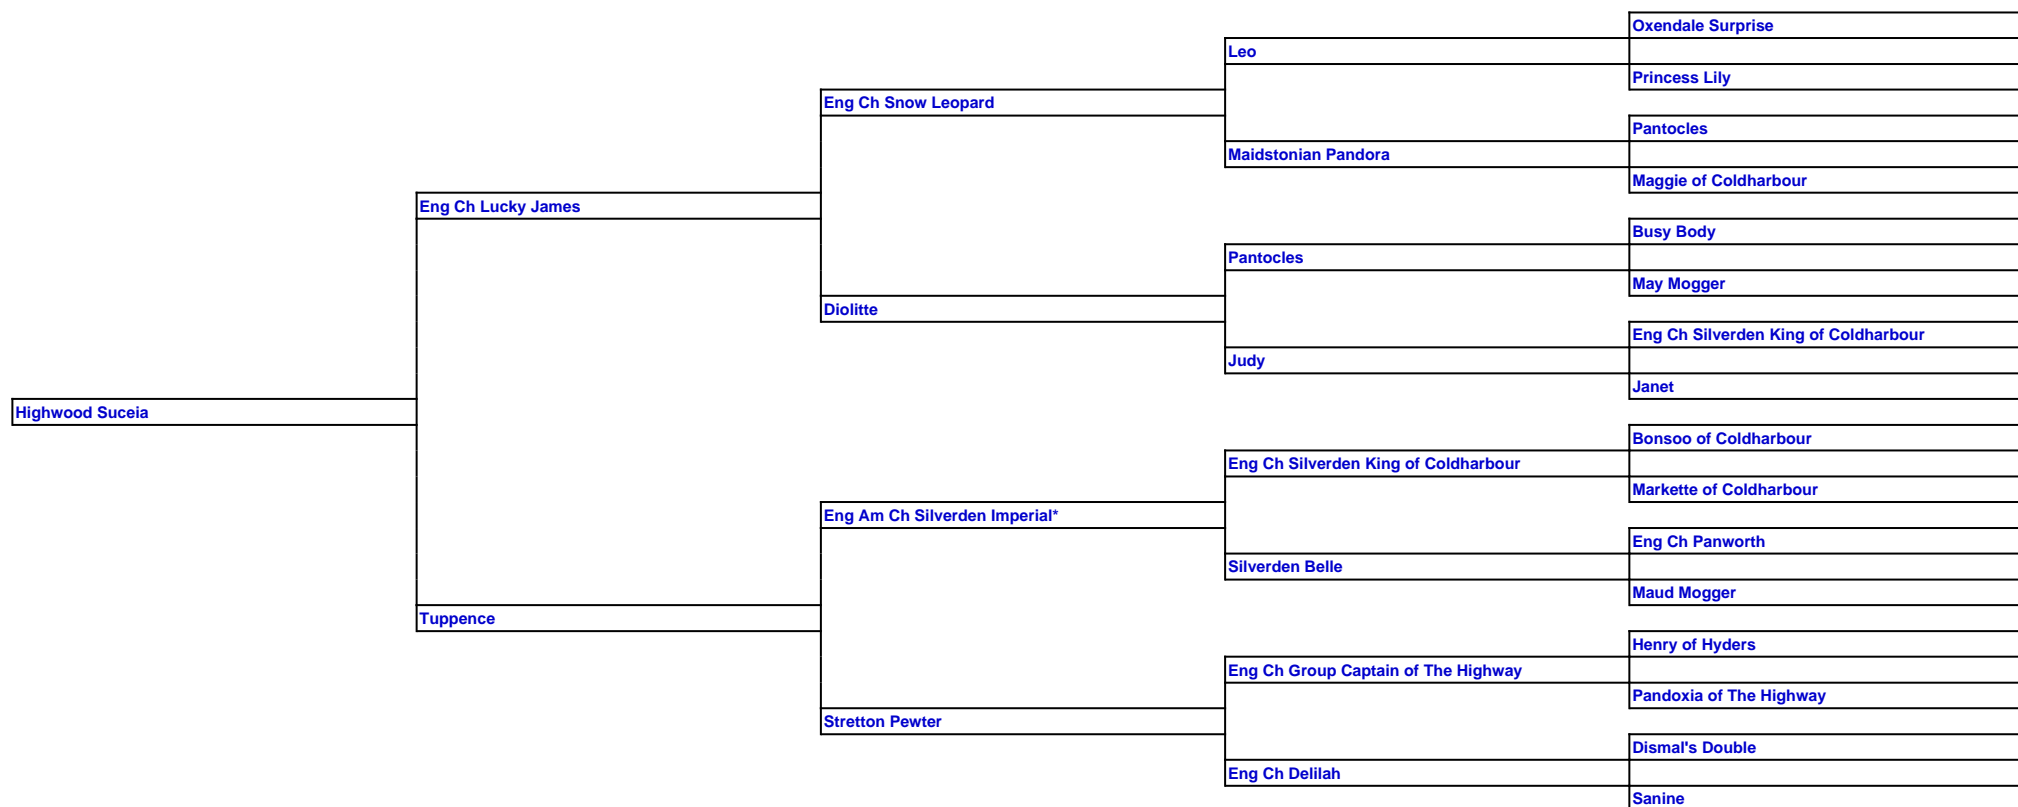 Oxendale Surprise
Leo
Princess Lily
Eng Ch Snow Leopard
Pantocles
Maidstonian Pandora
Maggie of Coldharbour
Eng Ch Lucky James
Busy Body
Pantocles
May Mogger
Diolitte
Eng Ch Silverden King of Coldharbour
Judy
Janet
Highwood Suceia
Bonsoo of Coldharbour
Eng Ch Silverden King of Coldharbour
Markette of Coldharbour
Eng Am Ch Silverden Imperial*
Eng Ch Panworth
Silverden Belle
Maud Mogger
Tuppence
Henry of Hyders
Eng Ch Group Captain of The Highway
Pandoxia of The Highway
Stretton Pewter
Dismal's Double
Eng Ch Delilah
Sanine